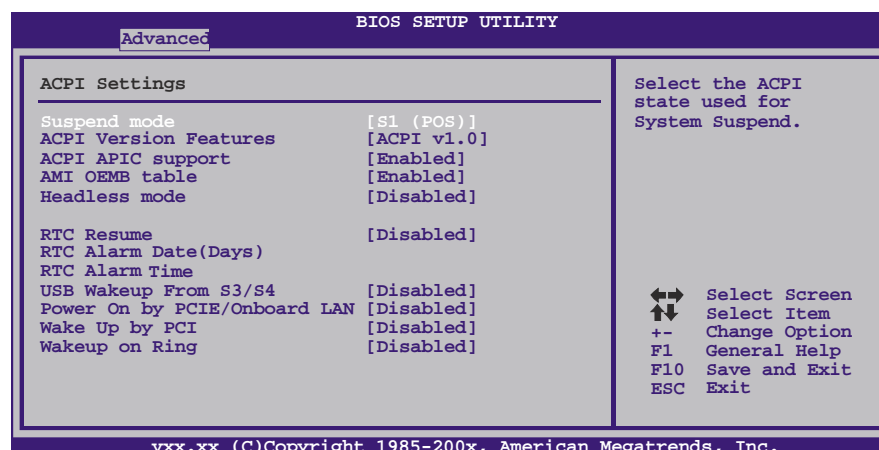 BIOS SETUP UTILITY
Advanced
ACPI Settings
Suspend mode [S1 (POS)]
ACPI Version Features [ACPI v1.0]
ACPI APIC support [Enabled]
AMI OEMB table [Enabled]
Headless mode [Disabled]
RTC Resume [Disabled]
RTC Alarm Date(Days)
RTC Alarm Time
USB Wakeup From S3/S4 [Disabled]
Power On by PCIE/Onboard LAN [Disabled]
Wake Up by PCI [Disabled]
Wakeup on Ring [Disabled]
Select the ACPI
state used for
System Suspend.
Select Screen
Select Item
+- Change Option
F1 General Help
F10 Save and Exit
ESC Exit
vxx.xx (C)Copyright 1985-200x, American Megatrends, Inc.